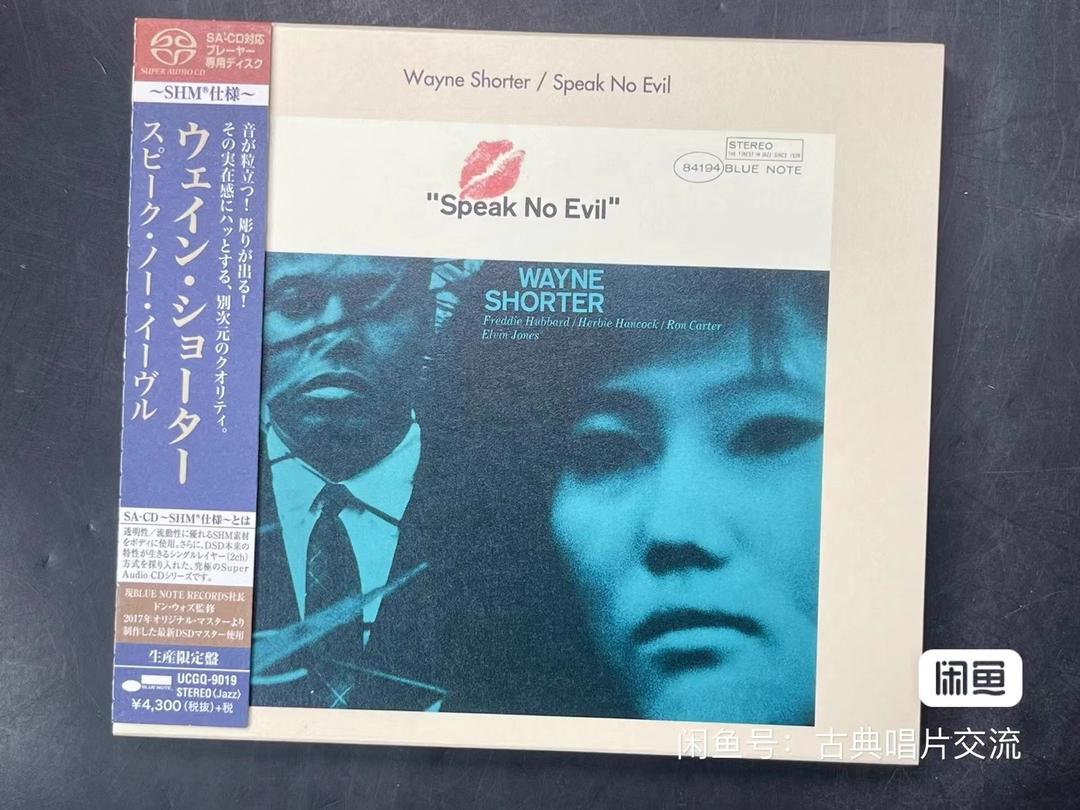 SUPER AUDIO CD
SA-CD対応
プレーヤー
専用ディスク
～SHM®仕様～
音が粒立つ！彫りが出る！
その実在感にハッとする、別次元のクオリティ。
ウェイン・ショーター
スピーク・ノー・イーヴル
SA-CD～SHM®仕様～とは
透明性／流動性に優れるSHM素材
をボディに使用。さらに、DSD本来の
特性が生きるシングルレイヤー(2ch)
方式を採り入れた、究極のSuper
Audio CDシリーズです。
現BLUE NOTE RECORDS社長
ドン・ウォズ監修
2017年オリジナル・マスターより
制作した最新DSDマスター使用
生産限定盤
BLUE NOTE
UCGQ-9019
STEREO(Jazz)
¥4,300(税抜)+税
Wayne Shorter / Speak No Evil
"Speak No Evil"
STEREO
THE FINEST IN JAZZ SINCE 1939
84194 BLUE NOTE
WAYNE
SHORTER
Freddie Hubbard / Herbie Hancock / Ron Carter
Elvin Jones
闲鱼
闲鱼号：古典唱片交流